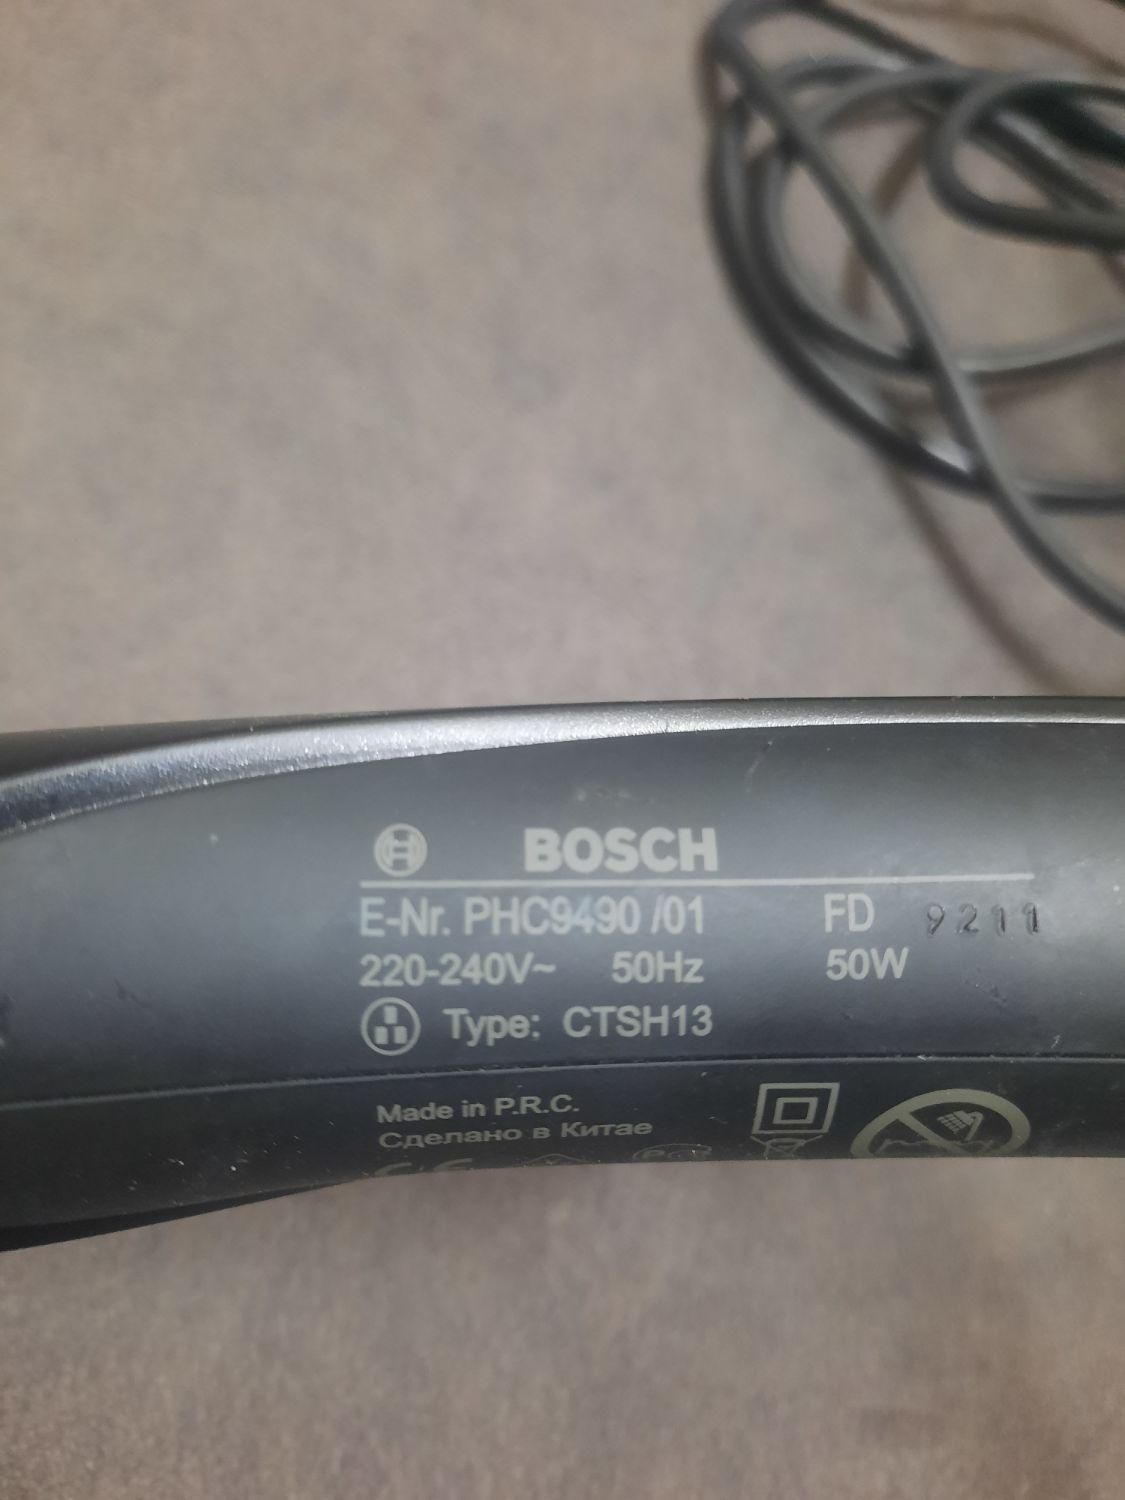 BOSCH
E-Nr. PHC9490 /01 FD 9211
220-240V~ 50Hz 50W
Type: CTSH13
Made in P.R.C.
Сделано в Китае